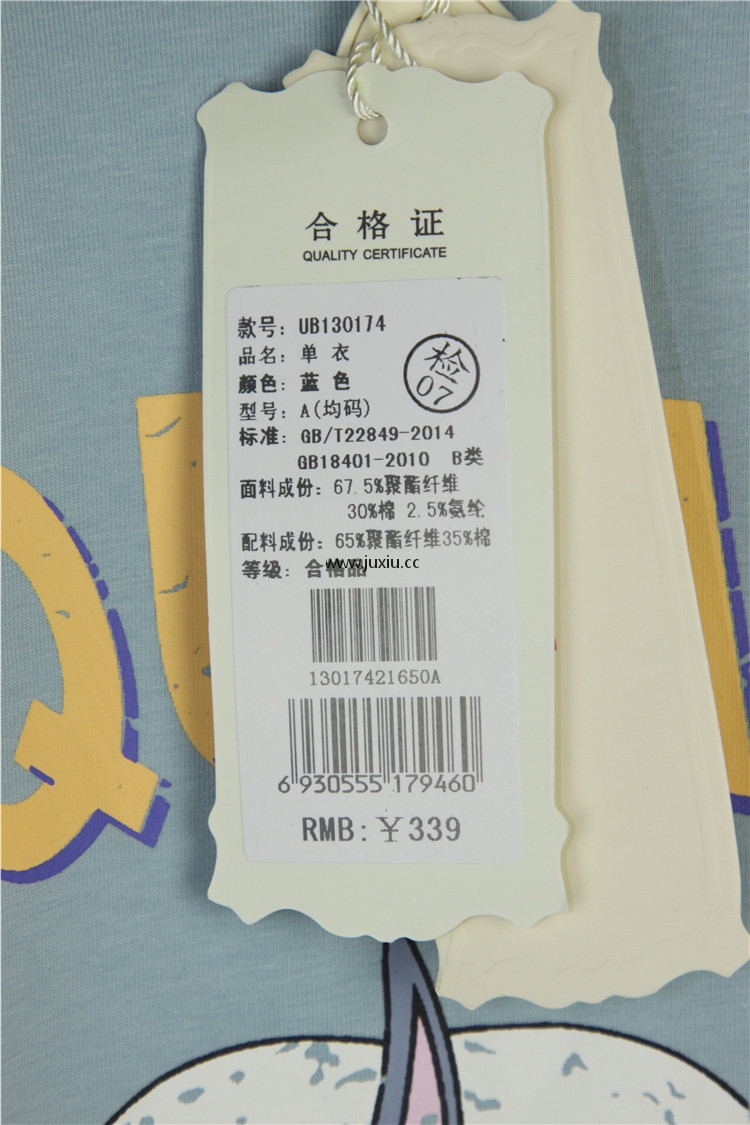 合格证
QUALITY CERTIFICATE
款号: UB130174
品名: 单 衣
检
07
颜色: 蓝 色
型号: A(均码)
标准: GB/T22849-2014
GB18401-2010 B类
面料成份: 67.5%聚酯纤维
30%棉 2.5%氨纶
配料成份: 65%聚酯纤维35%棉
www.juxiu.cc
等级: 合格品
13017421650A
6 930555 179460
RMB: ¥339
Q